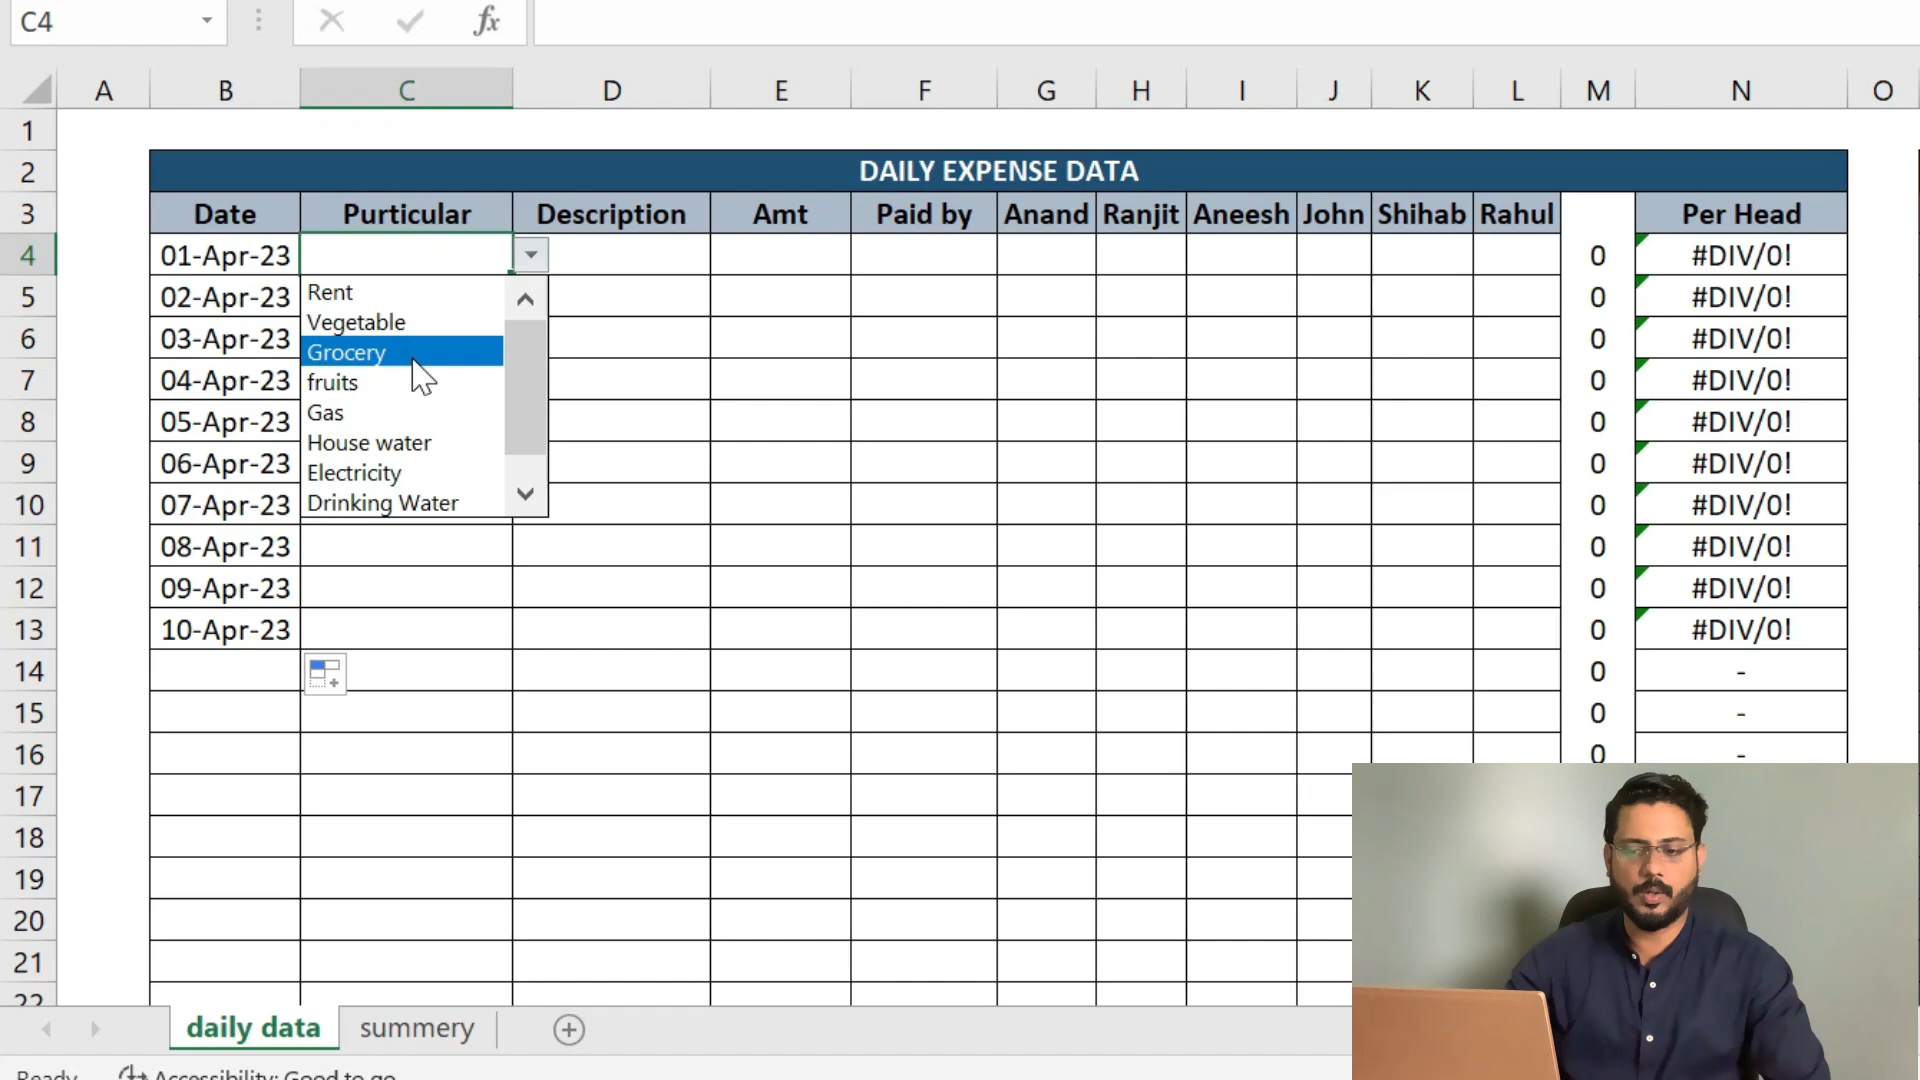 C4
fx
A B C D E F G H I J K L M N O
1
2 DAILY EXPENSE DATA
3 Date Purticular Description Amt Paid by Anand Ranjit Aneesh John Shihab Rahul Per Head
4 01-Apr-23 0 #DIV/0!
Rent
5 02-Apr-23 0 #DIV/0!
Vegetable
6 03-Apr-23 0 #DIV/0!
Grocery
7 04-Apr-23 0 #DIV/0!
fruits
Gas
8 05-Apr-23 0 #DIV/0!
House water
9 06-Apr-23 0 #DIV/0!
Electricity
10 07-Apr-23 0 #DIV/0!
Drinking Water
11 08-Apr-23 0 #DIV/0!
12 09-Apr-23 0 #DIV/0!
13 10-Apr-23 0 #DIV/0!
14 0 -
15 0 -
16 0 -
17
18
19
20
21
22
daily data summery
Ready Accessibility: Good to go